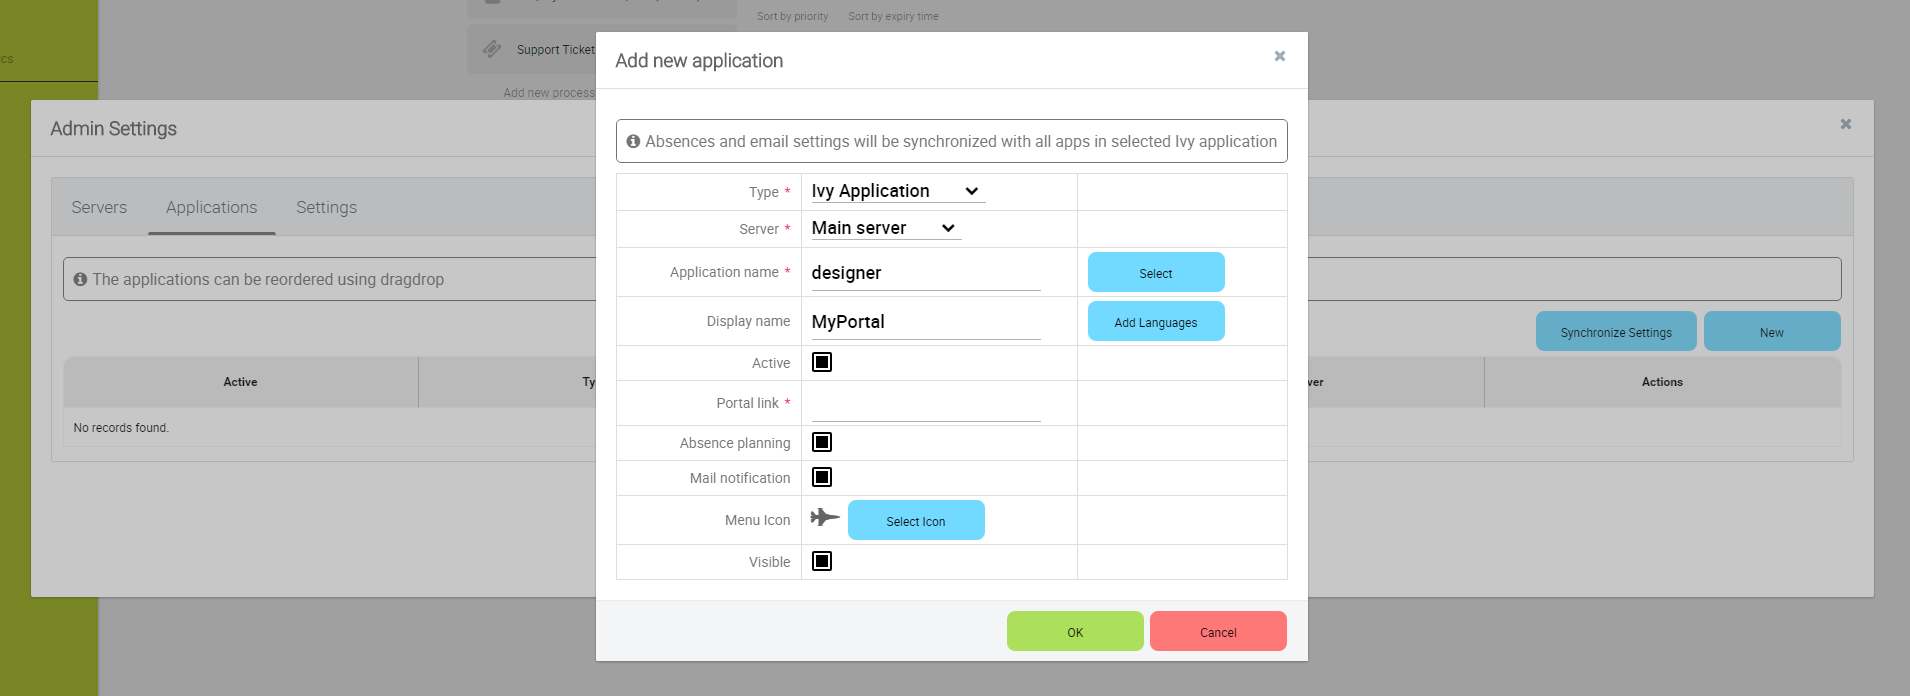 Sort by priority Sort by expiry time
Support Ticket
Add new process
Add new application
Admin Settings
Absences and email settings will be synchronized with all apps in selected Ivy application
Servers Applications Settings
The applications can be reordered using dragdrop
Type * Ivy Application
Server * Main server
Application name * designer Select
Display name MyPortal Add Languages
Synchronize Settings New
Active
Portal link *
Absence planning
Mail notification
Menu Icon Select Icon
Visible
Active Ty ver Actions
No records found.
OK Cancel